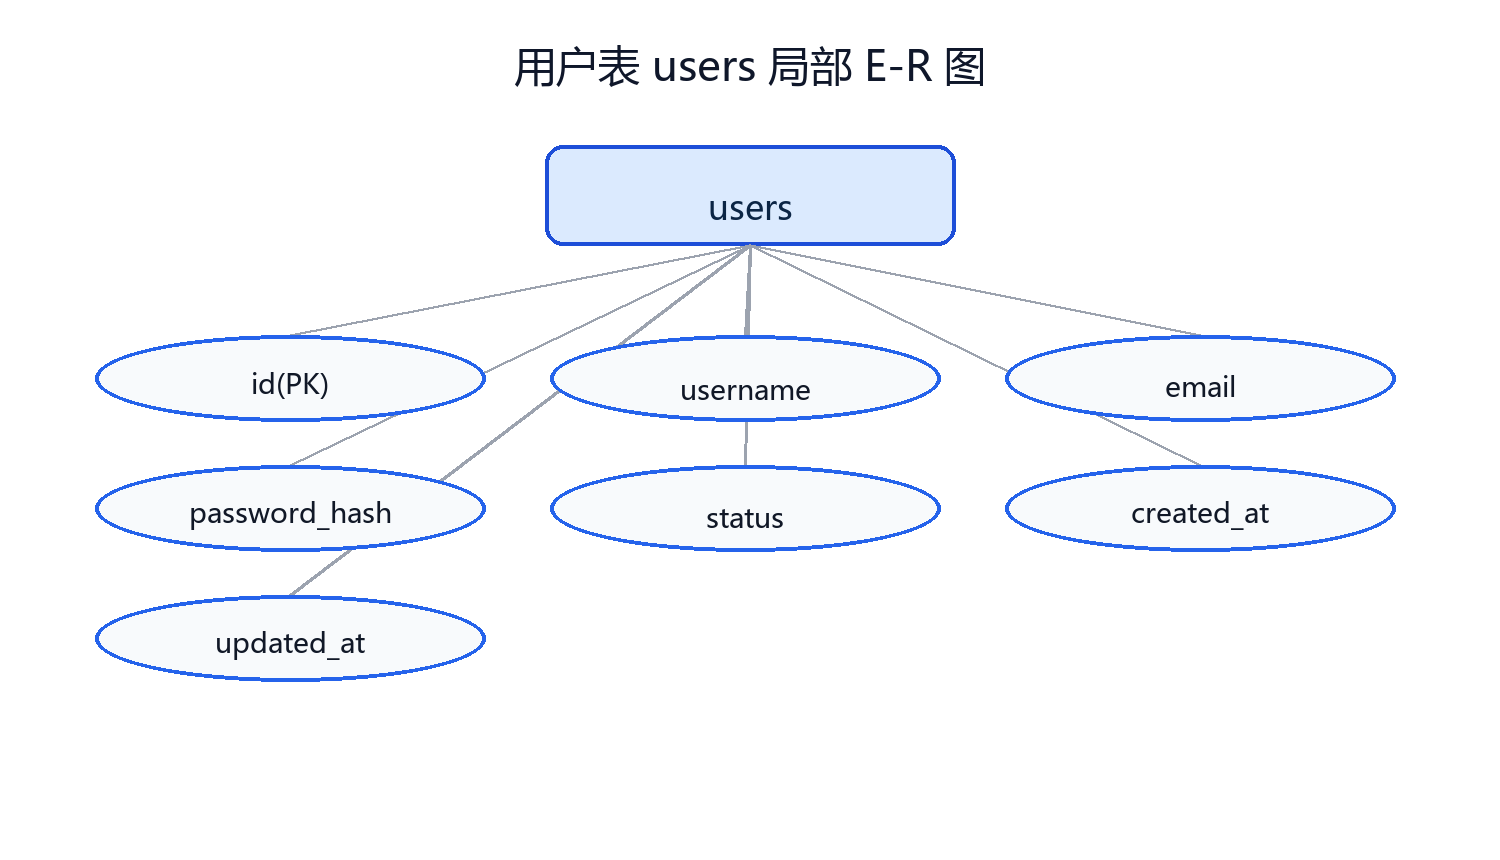 用户表 users 局部 E-R 图
users
id(PK)
username
email
password_hash
status
created_at
updated_at